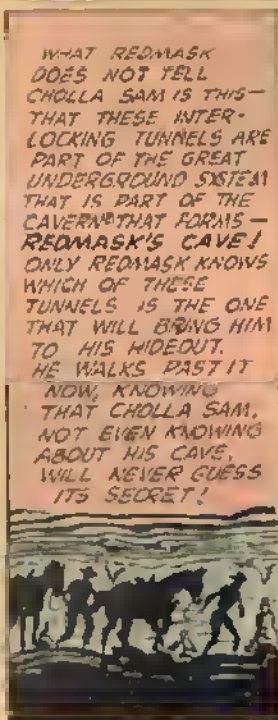 WHAT REDMASK
DOES NOT TELL
CHOLLA SAM IS THIS—
THAT THESE INTER-
LOCKING TUNNELS ARE
PART OF THE GREAT
UNDERGROUND SYSTEM
THAT IS PART OF THE
CAVERN THAT FORMS—
REDMASK'S CAVE!
ONLY REDMASK KNOWS
WHICH OF THESE
TUNNELS IS THE ONE
THAT WILL BRING HIM
TO HIS HIDEOUT.
HE WALKS PAST IT
NOW, KNOWING
THAT CHOLLA SAM,
NOT EVEN KNOWING
ABOUT HIS CAVE,
WILL NEVER GUESS
ITS SECRET!